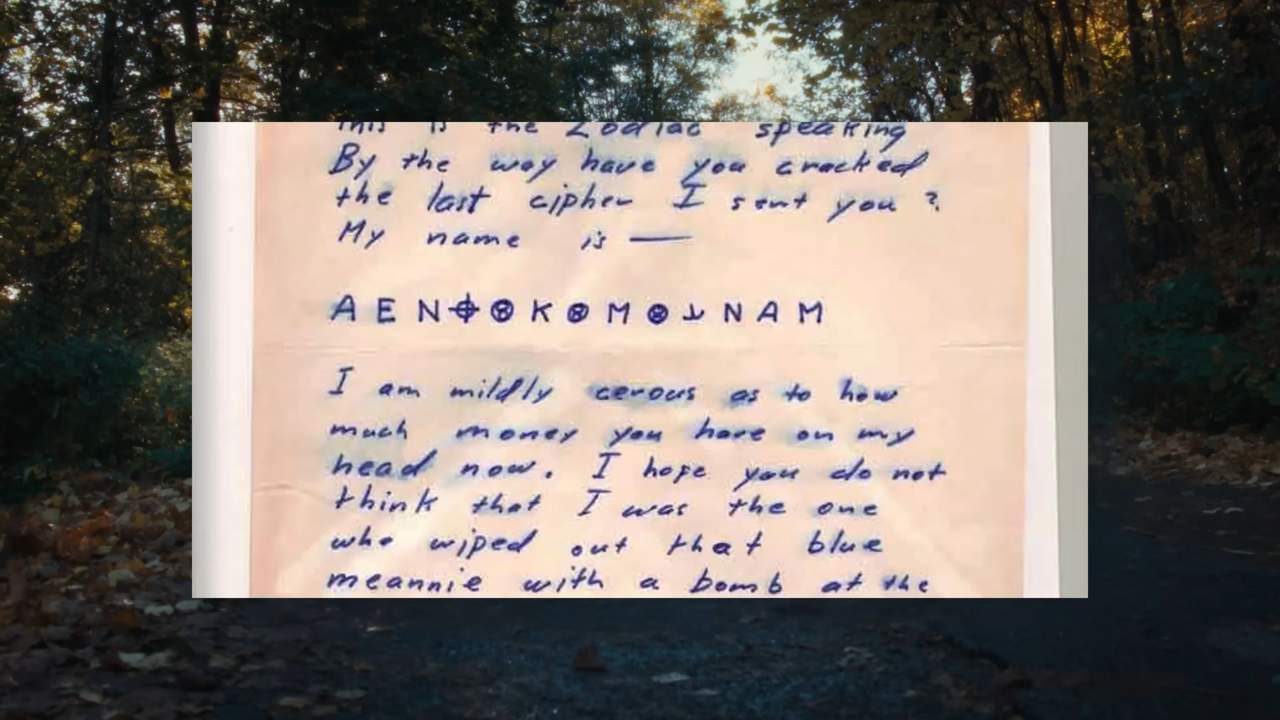 This is the Zodiac speaking
By the way have you cracked
the last cipher I sent you ?
My name is —
A E N ⌖ ⊗ K ⊗ M ⊗ ⅃ N A M
I am mildly cerous as to how
much money you have on my
head now. I hope you do not
think that I was the one
who wiped out that blue
meannie with a bomb at the